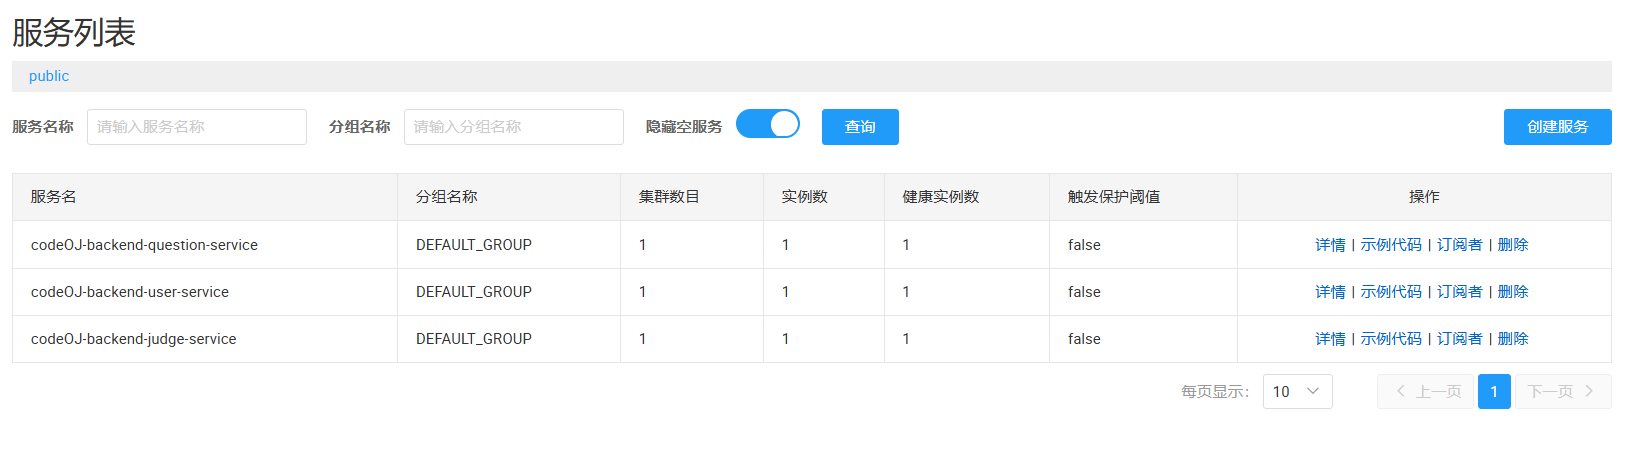 服务列表
public
服务名称 请输入服务名称 分组名称 请输入分组名称 隐藏空服务 查询 创建服务
服务名 分组名称 集群数目 实例数 健康实例数 触发保护阈值 操作
codeOJ-backend-question-service DEFAULT_GROUP 1 1 1 false 详情 | 示例代码 | 订阅者 | 删除
codeOJ-backend-user-service DEFAULT_GROUP 1 1 1 false 详情 | 示例代码 | 订阅者 | 删除
codeOJ-backend-judge-service DEFAULT_GROUP 1 1 1 false 详情 | 示例代码 | 订阅者 | 删除
每页显示: 10 上一页 1 下一页